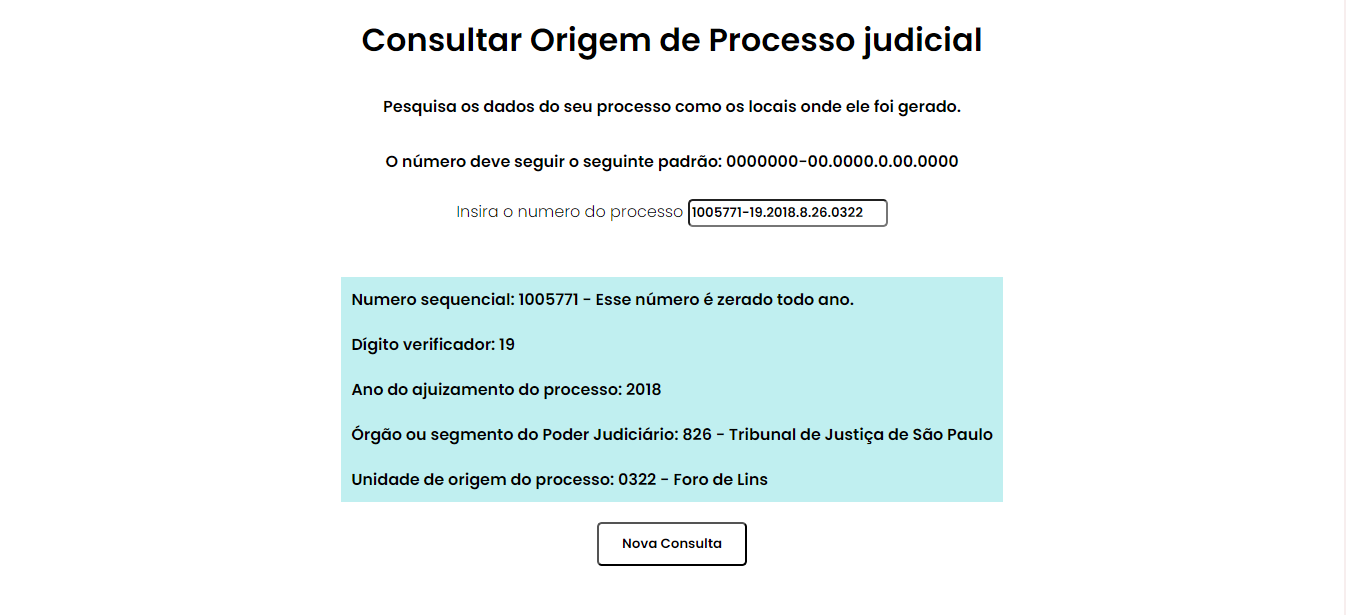 Consultar Origem de Processo judicial
Pesquisa os dados do seu processo como os locais onde ele foi gerado.
O número deve seguir o seguinte padrão: 0000000-00.0000.0.00.0000
Insira o numero do processo 1005771-19.2018.8.26.0322
Numero sequencial: 1005771 - Esse número é zerado todo ano.
Dígito verificador: 19
Ano do ajuizamento do processo: 2018
Órgão ou segmento do Poder Judiciário: 826 - Tribunal de Justiça de São Paulo
Unidade de origem do processo: 0322 - Foro de Lins
Nova Consulta